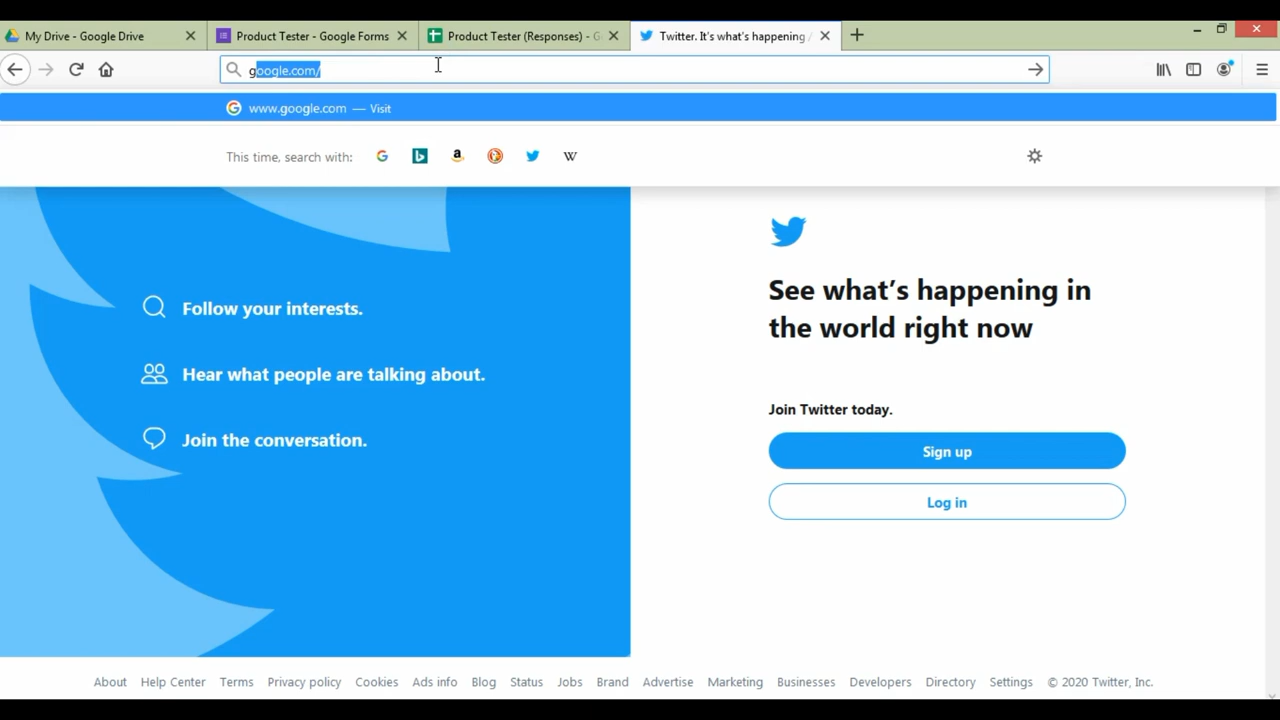 My Drive - Google Drive
Product Tester - Google Forms
Product Tester (Responses) - G
Twitter. It's what's happening /
google.com/
www.google.com — Visit
This time, search with:
Follow your interests.
Hear what people are talking about.
Join the conversation.
See what's happening in
the world right now
Join Twitter today.
Sign up
Log in
About Help Center Terms Privacy policy Cookies Ads info Blog Status Jobs Brand Advertise Marketing Businesses Developers Directory Settings © 2020 Twitter, Inc.